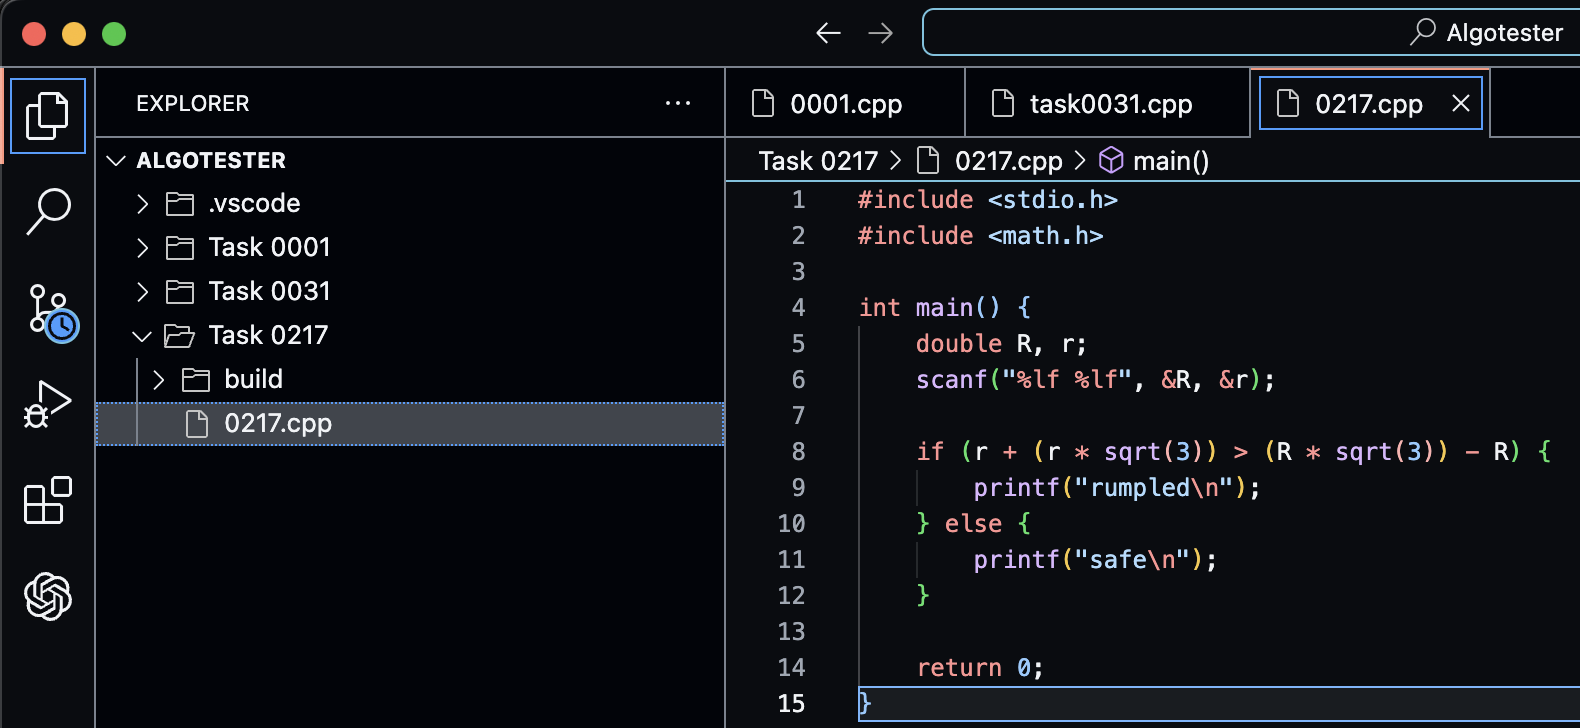 Algotester
EXPLORER
ALGOTESTER
.vscode
Task 0001
Task 0031
Task 0217
build
0217.cpp
0001.cpp
task0031.cpp
0217.cpp
Task 0217 > 0217.cpp > main()
1 #include <stdio.h>
2 #include <math.h>
3
4 int main() {
5     double R, r;
6     scanf("%lf %lf", &R, &r);
7
8     if (r + (r * sqrt(3)) > (R * sqrt(3)) - R) {
9         printf("rumpled\n");
10     } else {
11         printf("safe\n");
12     }
13
14     return 0;
15 }